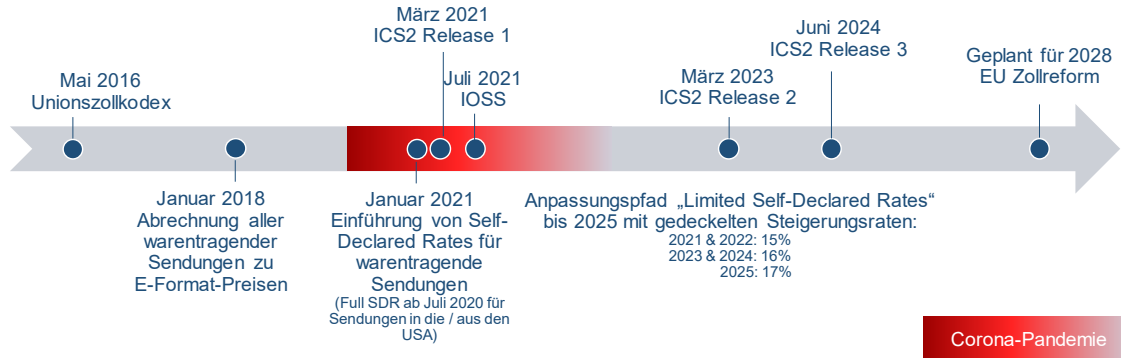 Mai 2016
Unionszollkodex
März 2021
ICS2 Release 1
Juli 2021
IOSS
März 2023
ICS2 Release 2
Juni 2024
ICS2 Release 3
Geplant für 2028
EU Zollreform
Januar 2018
Abrechnung aller
warentragender
Sendungen zu
E-Format-Preisen
Januar 2021
Einführung von Self-
Declared Rates für
warentragende
Sendungen
(Full SDR ab Juli 2020 für
Sendungen in die / aus den
USA)
Anpassungspfad „Limited Self-Declared Rates“
bis 2025 mit gedeckelten Steigerungsraten:
2021 & 2022: 15%
2023 & 2024: 16%
2025: 17%
Corona-Pandemie